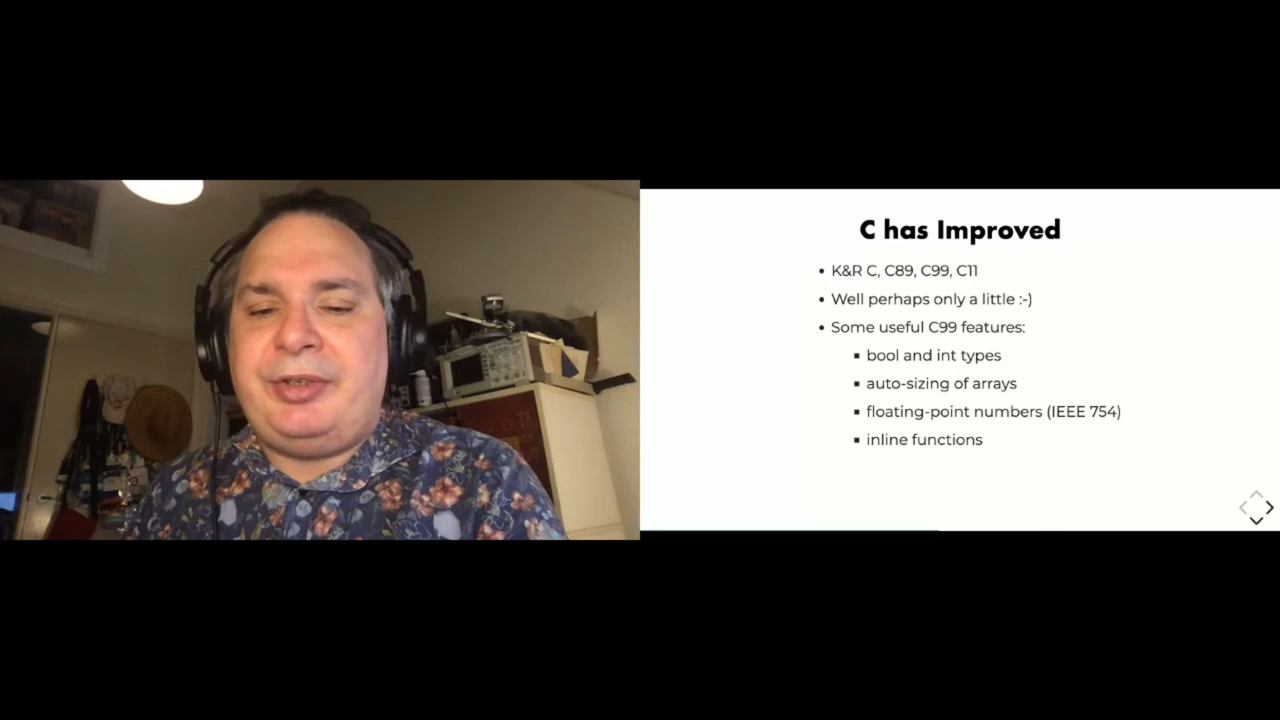 C has Improved
K&R C, C89, C99, C11
Well perhaps only a little :-)
Some useful C99 features:
bool and int types
auto-sizing of arrays
floating-point numbers (IEEE 754)
inline functions